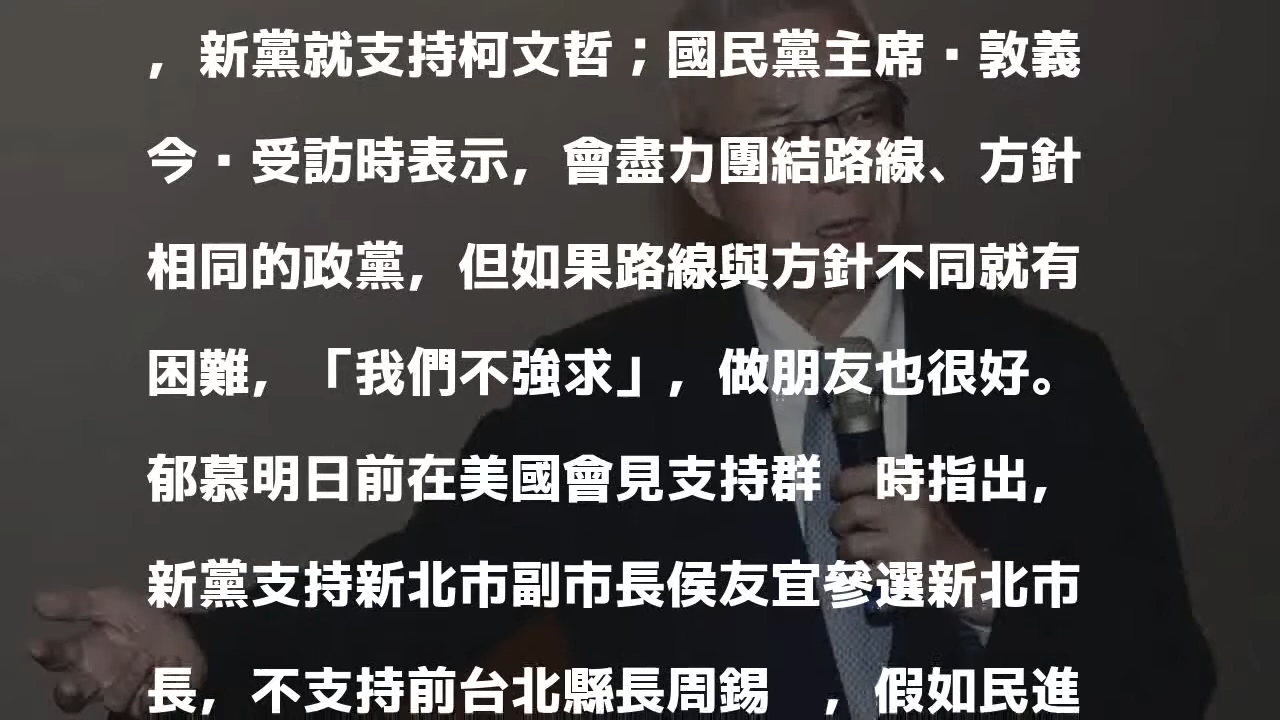 ，新黨就支持柯文哲；國民黨主席·敦義
今·受訪時表示，會盡力團結路線、方針
相同的政黨，但如果路線與方針不同就有
困難，「我們不強求」，做朋友也很好。
郁慕明日前在美國會見支持群　時指出，
新黨支持新北市副市長侯友宜參選新北市
長，不支持前台北縣長周錫　，假如民進